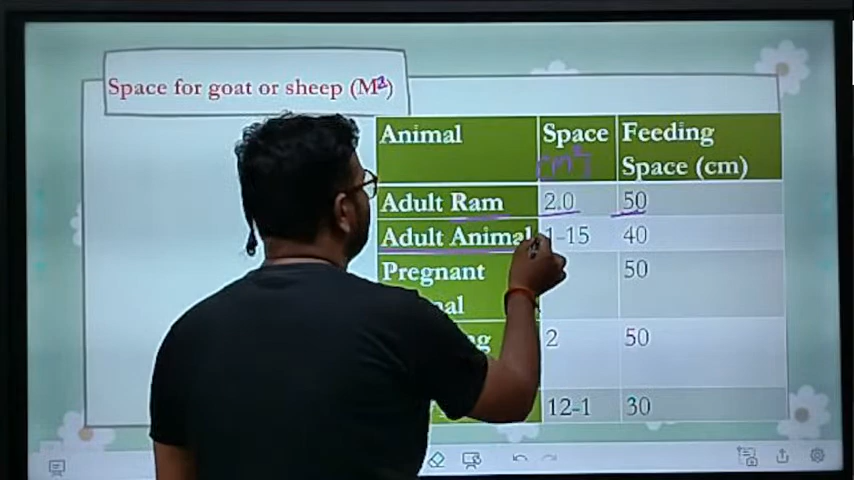 Space for goat or sheep (M2)
Animal Space Feeding
(m2) Space (cm)
Adult Ram 2.0 50
Adult Animal 1-15 40
Pregnant 50
2 50
12-1 30